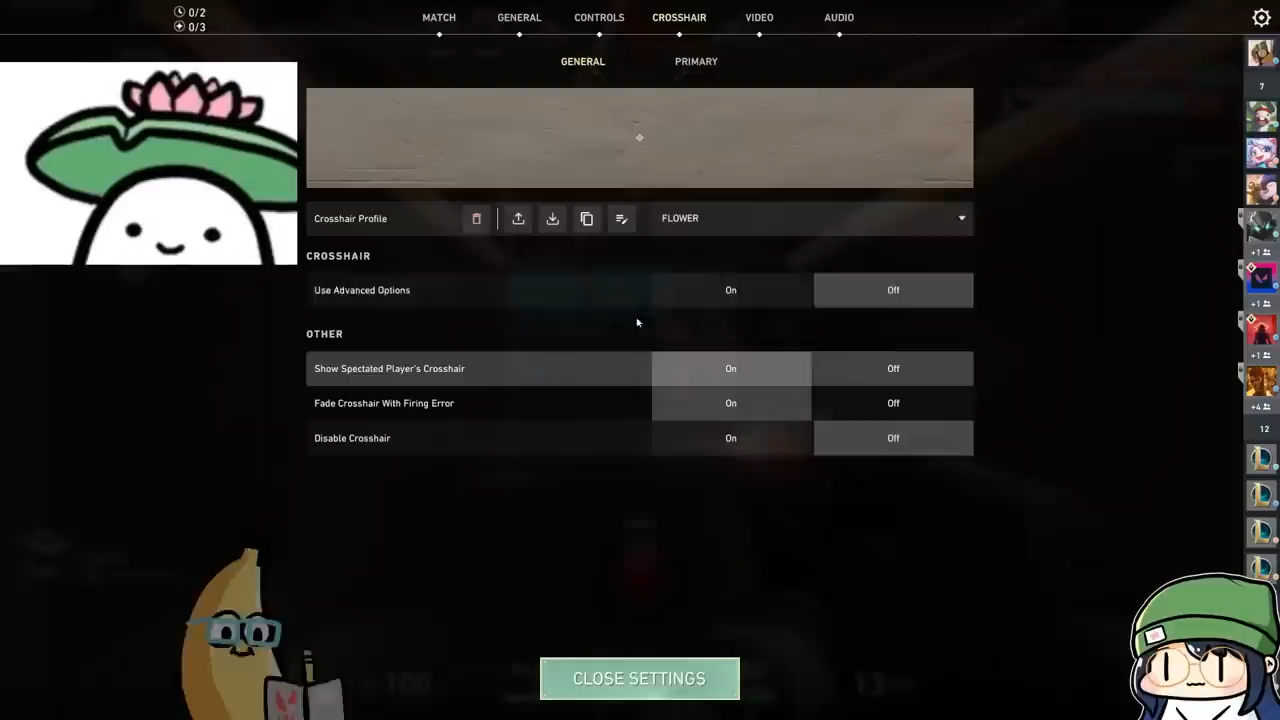 0/2
0/3
MATCH GENERAL CONTROLS CROSSHAIR VIDEO AUDIO
GENERAL PRIMARY
7
Crosshair Profile FLOWER
CROSSHAIR
+1
Use Advanced Options On Off
+1
OTHER
+1
Show Spectated Player's Crosshair On Off
Fade Crosshair With Firing Error On Off
+4
12
Disable Crosshair On Off
CLOSE SETTINGS
100